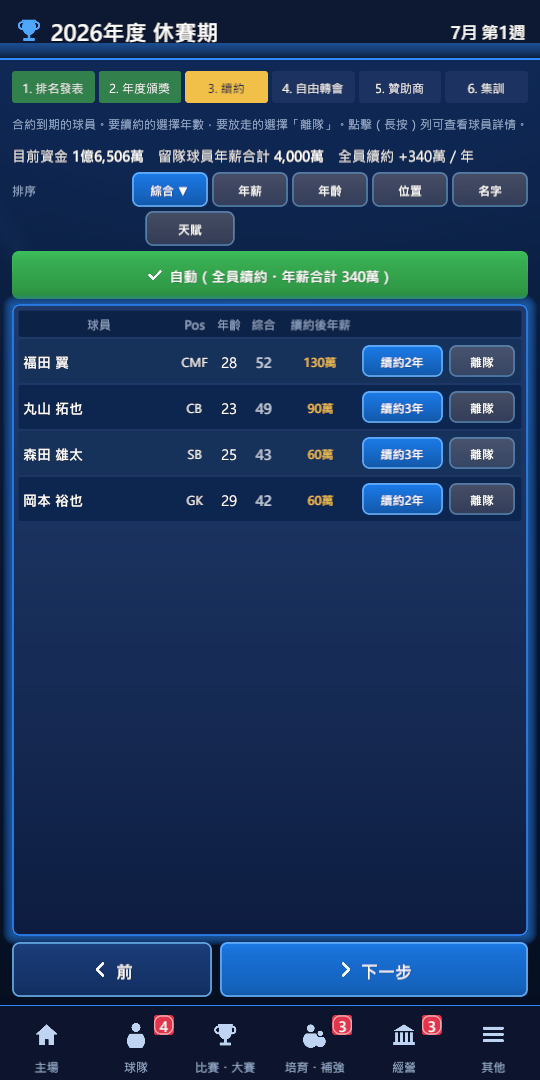 2026年度 休賽期
7月 第1週
1. 排名發表 2. 年度頒獎 3. 續約 4. 自由轉會 5. 贊助商 6. 集訓
合約到期的球員。要續約的選擇年數，要放走的選擇「離隊」。點擊（長按）列可查看球員詳情。
目前資金 1億6,506萬 留隊球員年薪合計 4,000萬 全員續約 +340萬 / 年
排序 綜合 ▼ 年薪 年齡 位置 名字
天賦
自動（全員續約 · 年薪合計 340萬）
球員 Pos 年齡 綜合 續約後年薪
福田 翼 CMF 28 52 130萬 續約2年 離隊
丸山 拓也 CB 23 49 90萬 續約3年 離隊
森田 雄太 SB 25 43 60萬 續約3年 離隊
岡本 裕也 GK 29 42 60萬 續約2年 離隊
前 下一步
4 3 3
主場 球隊 比賽 · 大賽 培育 · 補強 經營 其他